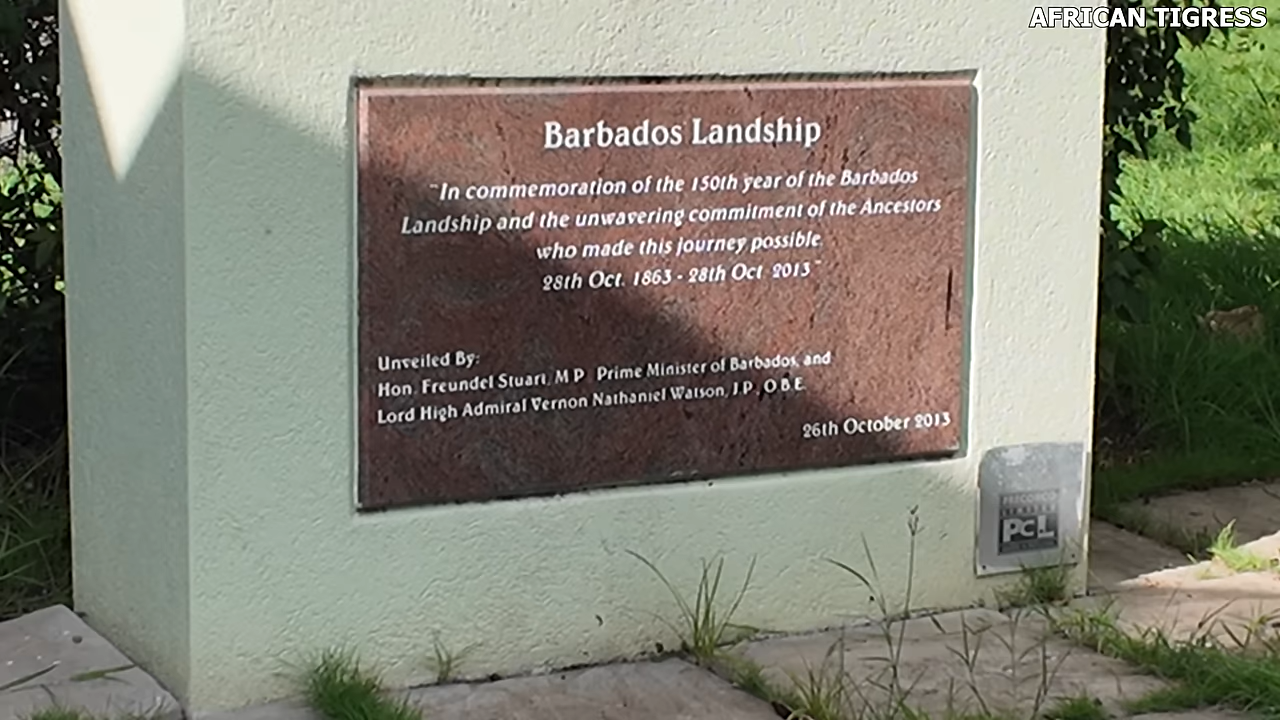 AFRICAN TIGRESS
Barbados Landship
"In commemoration of the 150th year of the Barbados
Landship and the unwavering commitment of the Ancestors
who made this journey possible.
28th Oct. 1863 - 28th Oct 2013"
Unveiled By:
Hon. Freundel Stuart, M P Prime Minister of Barbados, and
Lord High Admiral Vernon Nathaniel Watson, J.P., O.B.E.
26th October 2013
PRECONCO
LIMITED
PCL